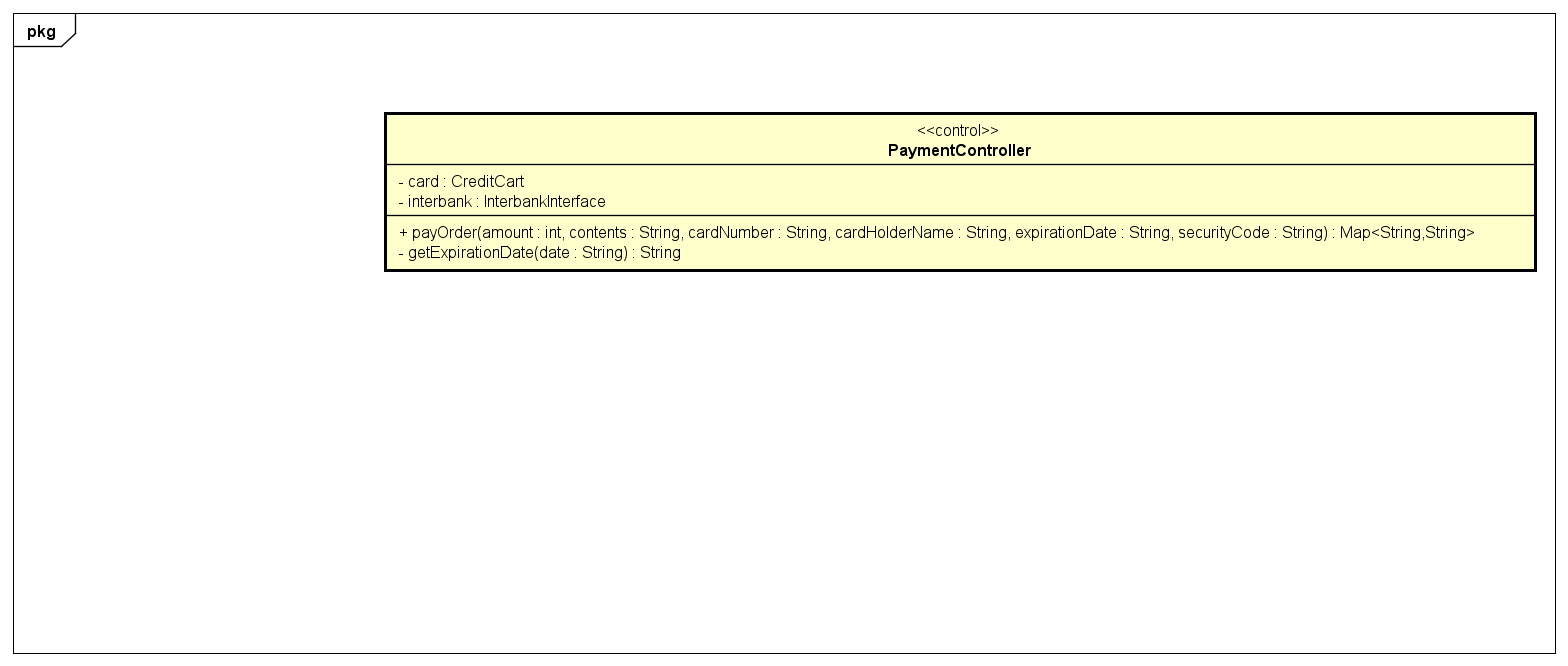 pkg
<<control>>
PaymentController
- card : CreditCart
- interbank : InterbankInterface
+ payOrder(amount : int, contents : String, cardNumber : String, cardHolderName : String, expirationDate : String, securityCode : String) : Map<String,String>
- getExpirationDate(date : String) : String